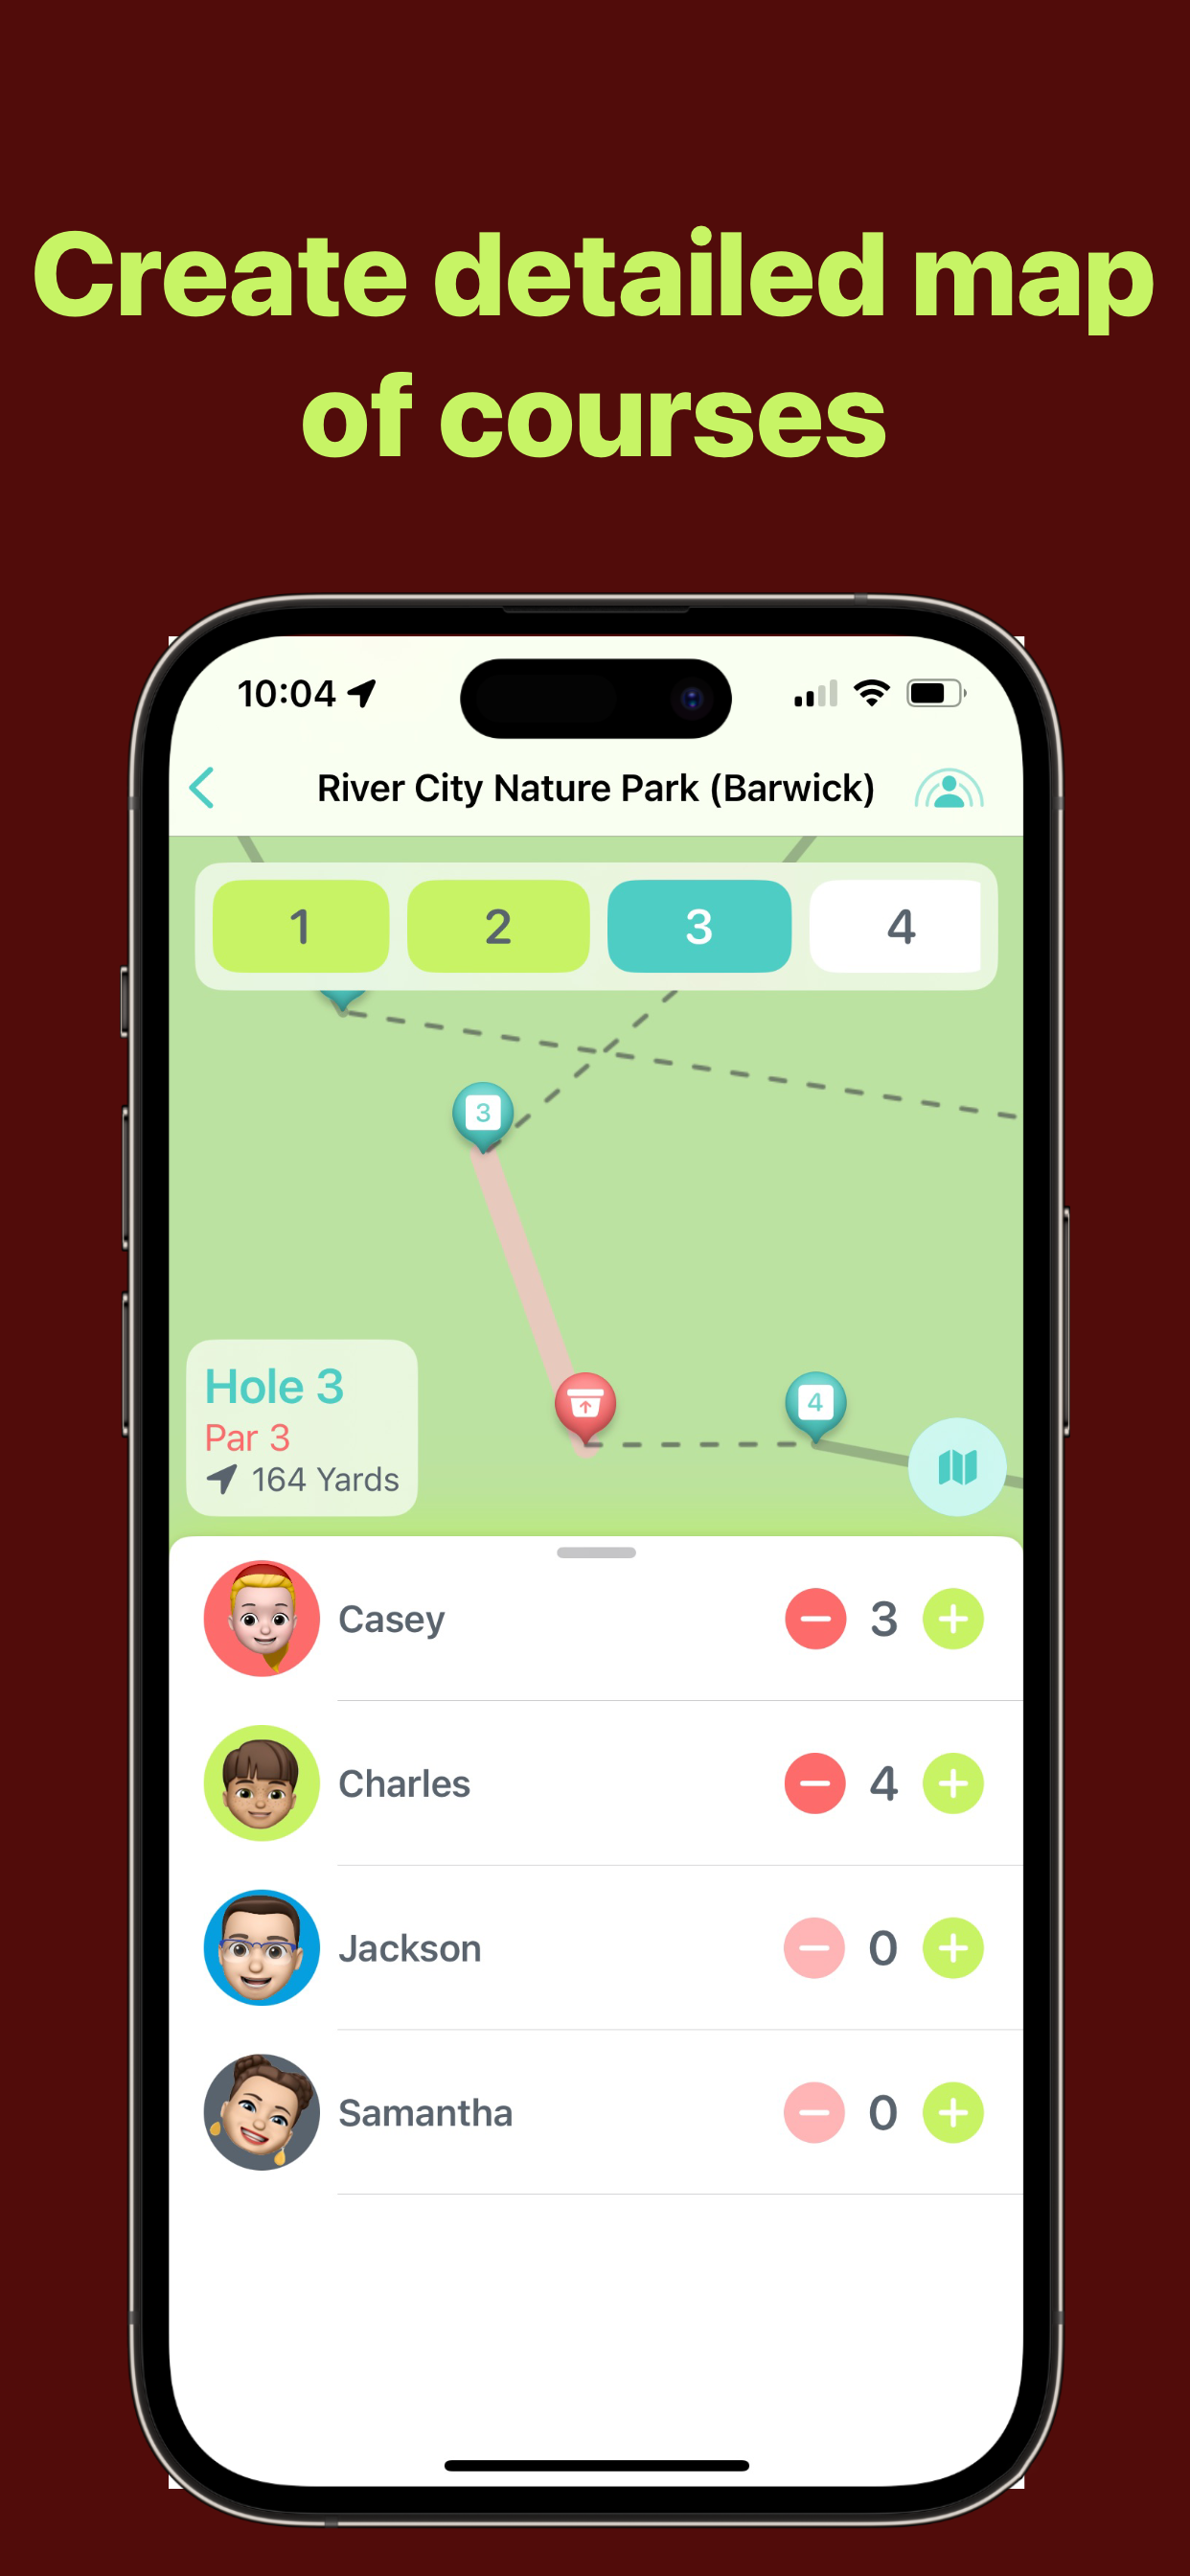 Create detailed map
of courses
10:04
River City Nature Park (Barwick)
1 2 3 4
3
4
Hole 3
Par 3
164 Yards
Casey 3
Charles 4
Jackson 0
Samantha 0